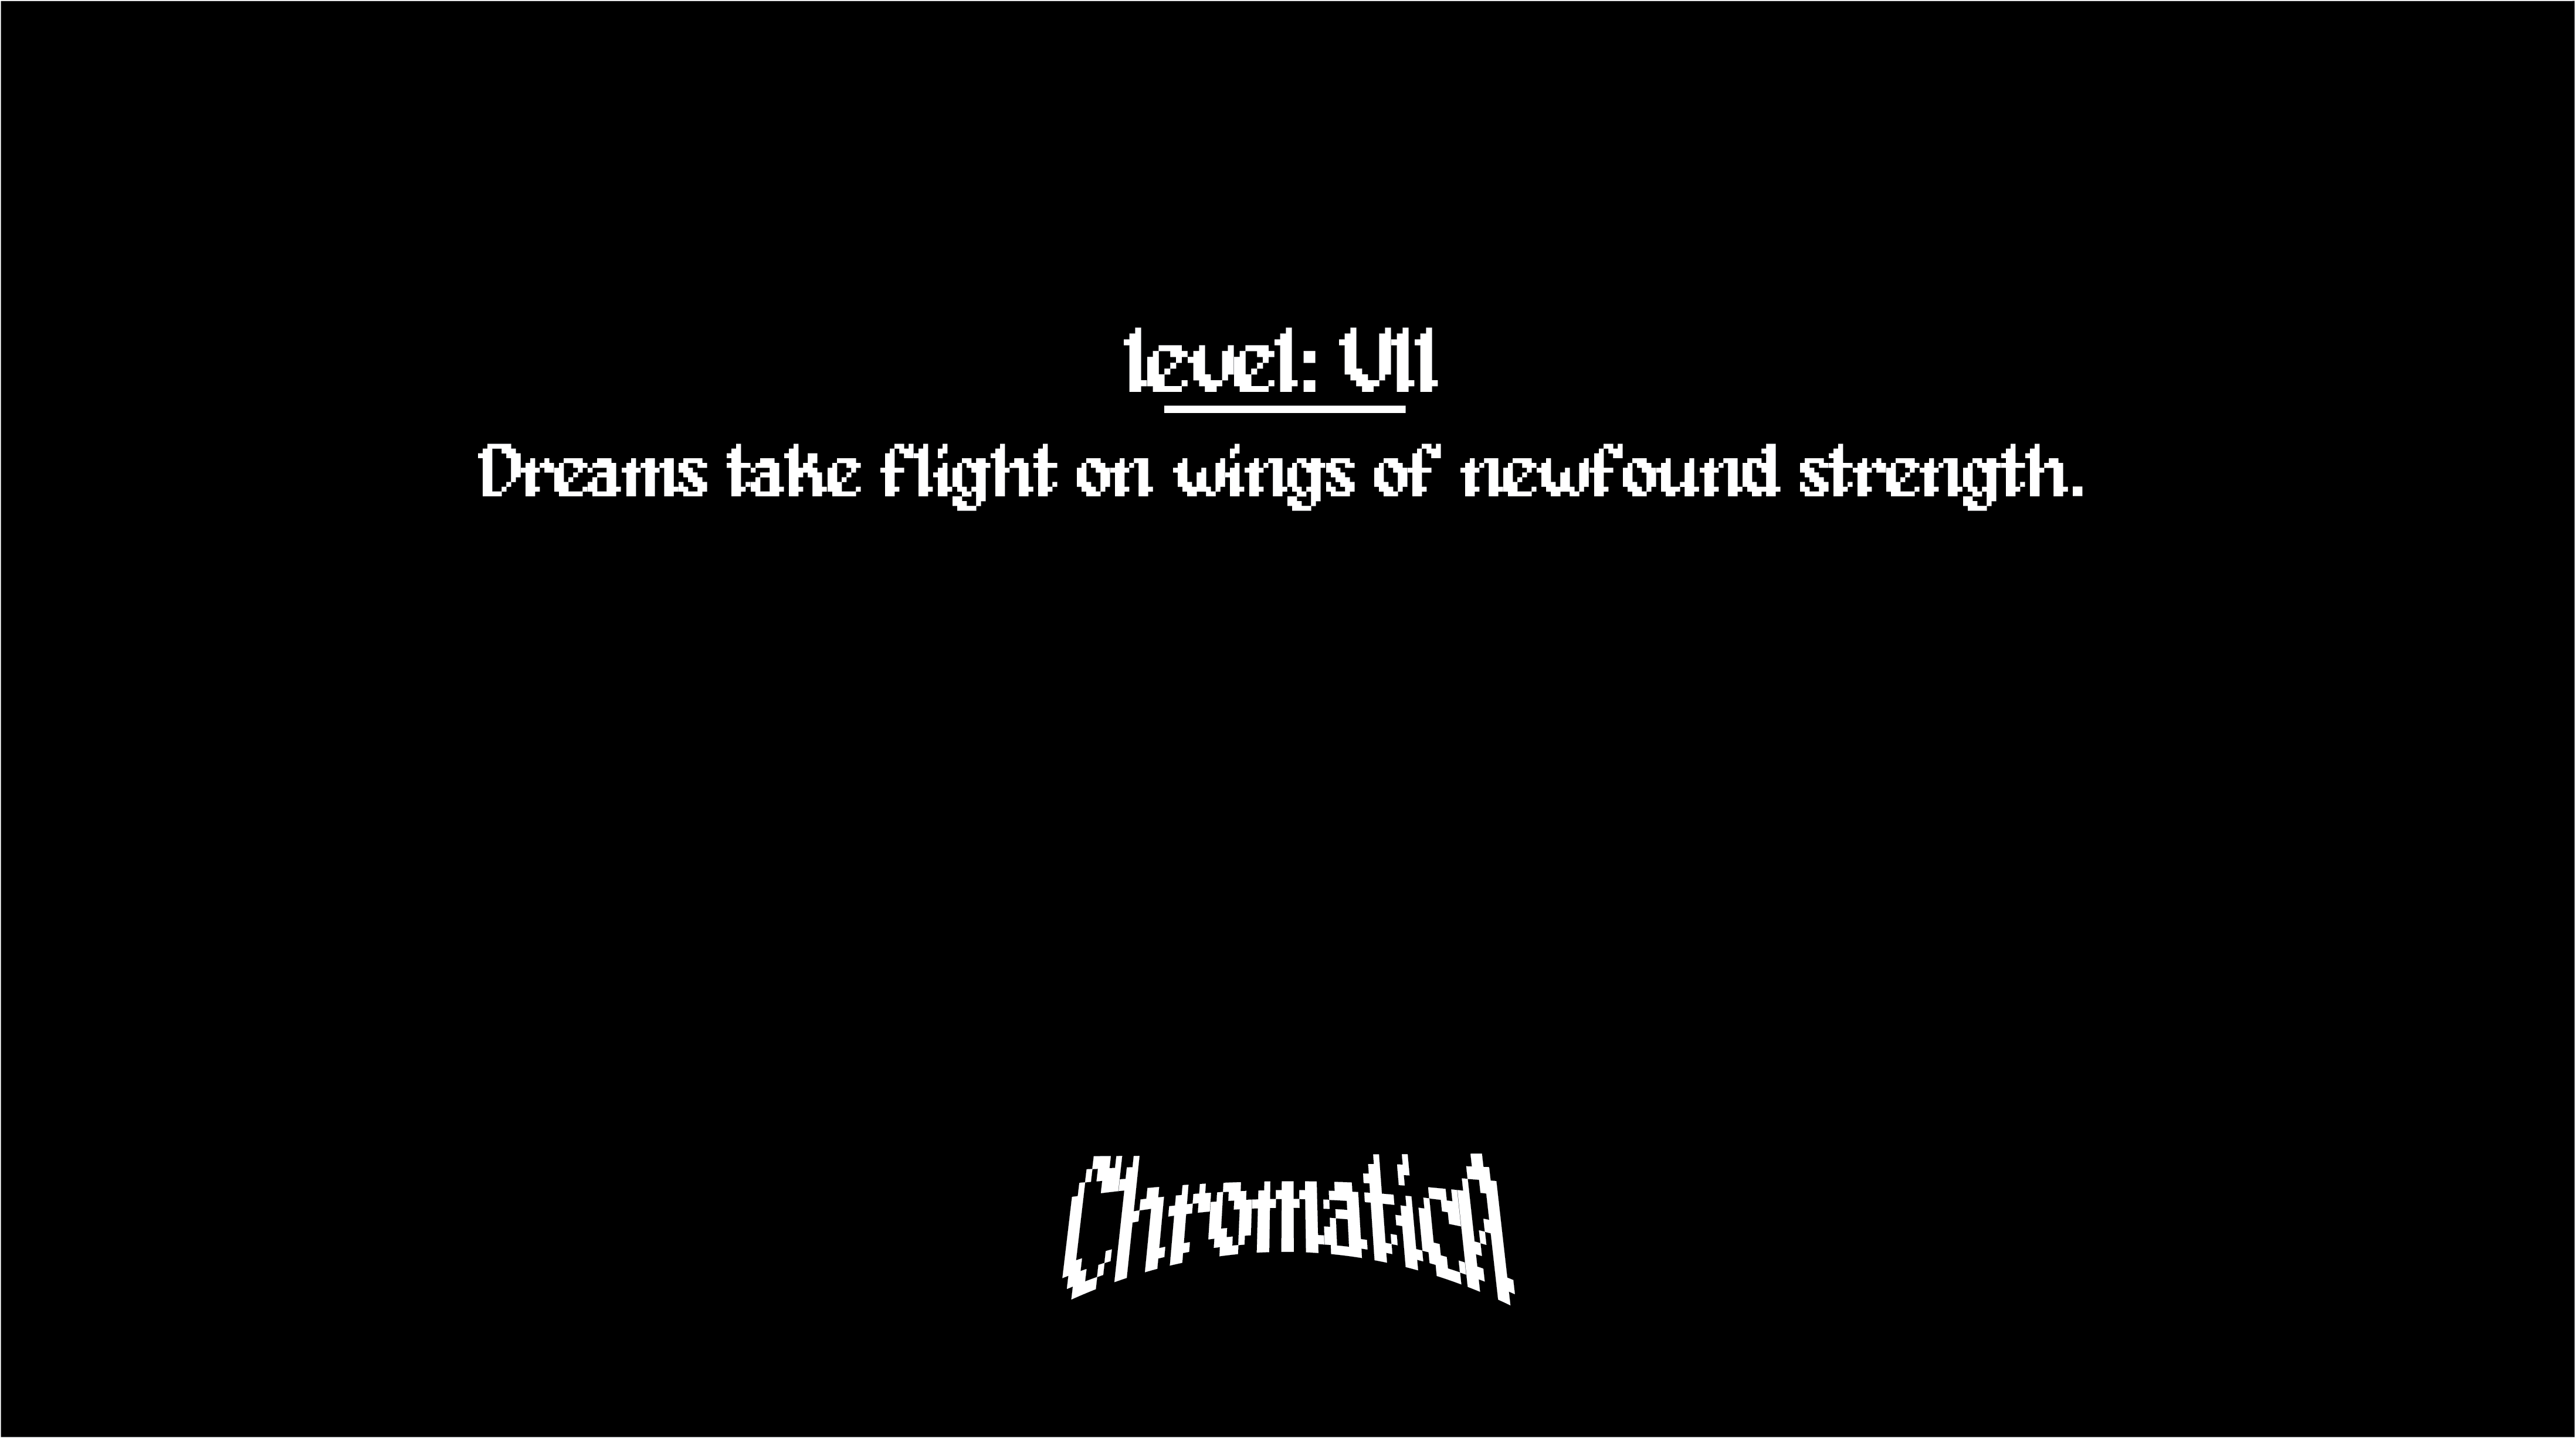 level: VII
Dreams take flight on wings of newfound strength.
ChromaticA